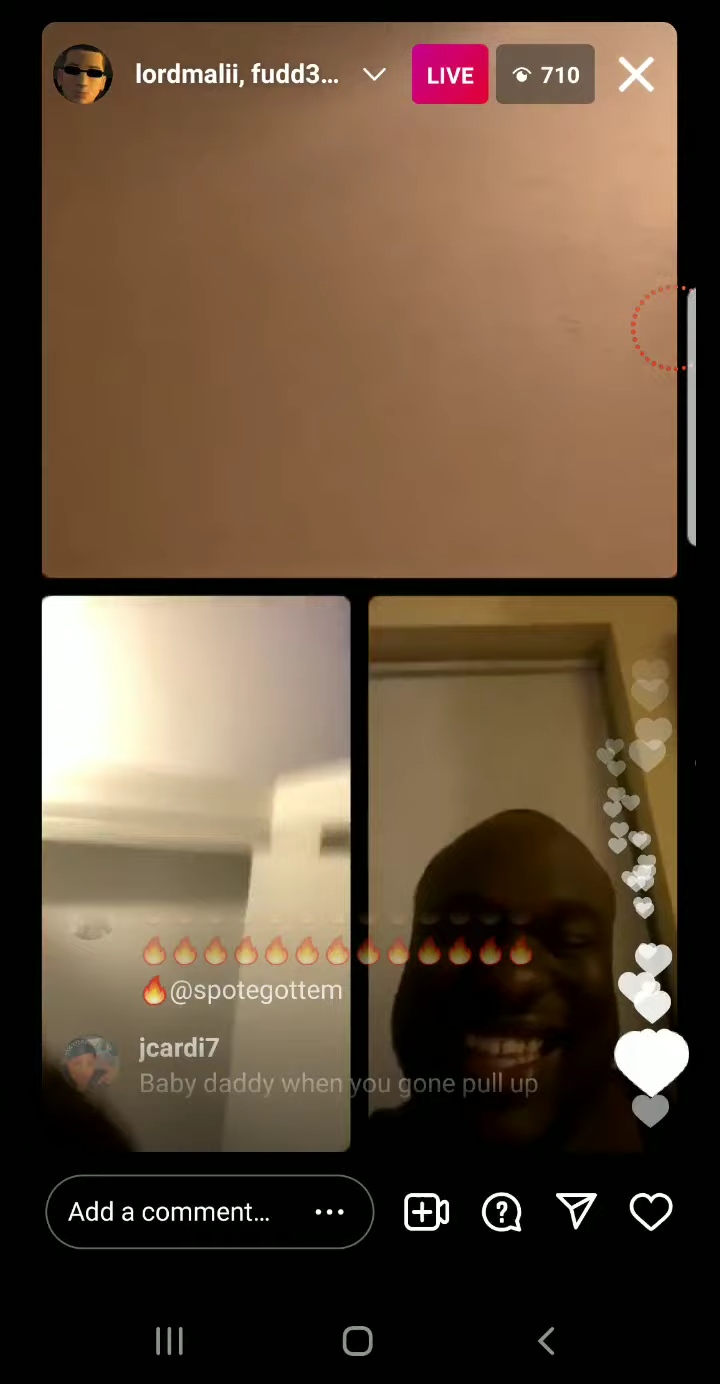 lordmalii, fudd3...
LIVE
710
🔥🔥🔥🔥🔥🔥🔥🔥🔥🔥🔥🔥🔥
🔥@spotegottem
jcardi7
Baby daddy when you gone pull up
Add a comment...